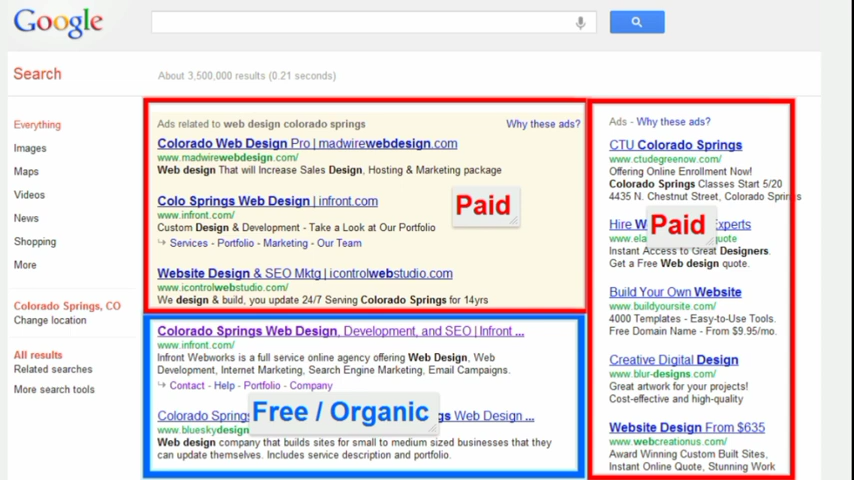 Google
Search
About 3,500,000 results (0.21 seconds)
Everything
Images
Maps
Videos
News
Shopping
More
Colorado Springs, CO
Change location
All results
Related searches
More search tools
Ads related to web design colorado springs
Why these ads?
Colorado Web Design Pro | madwirewebdesign.com
www.madwirewebdesign.com/
Web design That will Increase Sales Design, Hosting & Marketing package
Colo Springs Web Design | infront.com
www.infront.com/
Custom Design & Development - Take a Look at Our Portfolio
Services - Portfolio - Marketing - Our Team
Paid
Website Design & SEO Mktg | icontrolwebstudio.com
www.icontrolwebstudio.com/
We design & build, you update 24/7 Serving Colorado Springs for 14yrs
Colorado Springs Web Design, Development, and SEO | Infront ...
www.infront.com/
Infront Webworks is a full service online agency offering Web Design, Web
Development, Internet Marketing, Search Engine Marketing, Email Campaigns.
Contact - Help - Portfolio - Company
Free / Organic
Colorado Web Design ...
Web design company that builds sites for small to medium sized businesses that they
can update themselves. Includes service description and portfolio.
Ads - Why these ads?
CTU Colorado Springs
www.ctudegreenow.com/
Offering Online Enrollment Now!
Colorado Springs Classes Start 5/20
4435 N. Chestnut Street, Colorado Springs
Paid
Hire
Instant Access to Great Designers.
Get a Free Web design quote.
Build Your Own Website
www.buildyoursite.com/
4000 Templates - Easy-to-Use Tools.
Free Domain Name - From $9.95/mo.
Creative Digital Design
www.blur-designs.com/
Great artwork for your projects!
Cost-effective and high-quality
Website Design From $635
www.webcreationus.com/
Award Winning Custom Built Sites,
Instant Online Quote, Stunning Work